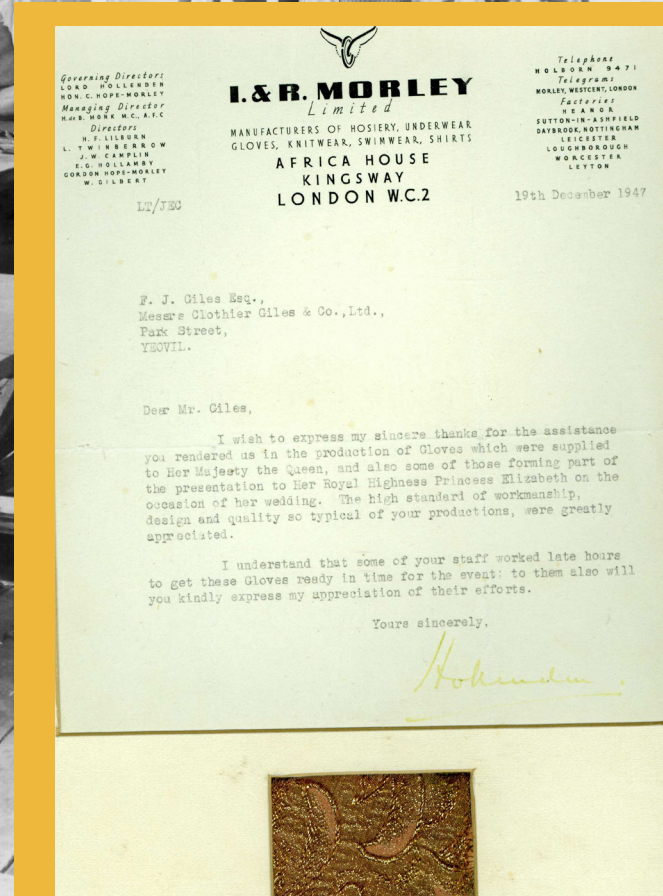 Governing Directors
LORD HOLLENDEN
HON. C. HOPE-MORLEY
Managing Director
H. de B. MONK M.C., A.F.C
Directors
H. F. LILBURN
L. TWINBERROW
J. W. CAMPLIN
E. G. HOLLAMBY
GORDON HOPE-MORLEY
W. GILBERT
I. & R. MORLEY
Limited
MANUFACTURERS OF HOSIERY, UNDERWEAR
GLOVES, KNITWEAR, SWIMWEAR, SHIRTS
AFRICA HOUSE
KINGSWAY
LONDON W.C.2
Telephone
HOLBORN 9471
Telegrams
MORLEY, WESTCENT, LONDON
Factories
HEANOR
SUTTON-IN-ASHFIELD
DAYBROOK, NOTTINGHAM
LEICESTER
LOUGHBOROUGH
WORCESTER
LEYTON
LT/JEC
19th December 1947
F. J. Giles Esq.,
Messrs Clothier Giles & Co.,Ltd.,
Park Street,
YEOVIL.
Dear Mr. Giles,
I wish to express my sincere thanks for the assistance
you rendered us in the production of Gloves which were supplied
to Her Majesty the Queen, and also some of those forming part of
the presentation to Her Royal Highness Princess Elizabeth on the
occasion of her wedding. The high standard of workmanship,
design and quality so typical of your productions, were greatly
appreciated.
I understand that some of your staff worked late hours
to get these Gloves ready in time for the event: to them also will
you kindly express my appreciation of their efforts.
Yours sincerely,
Hollenden.